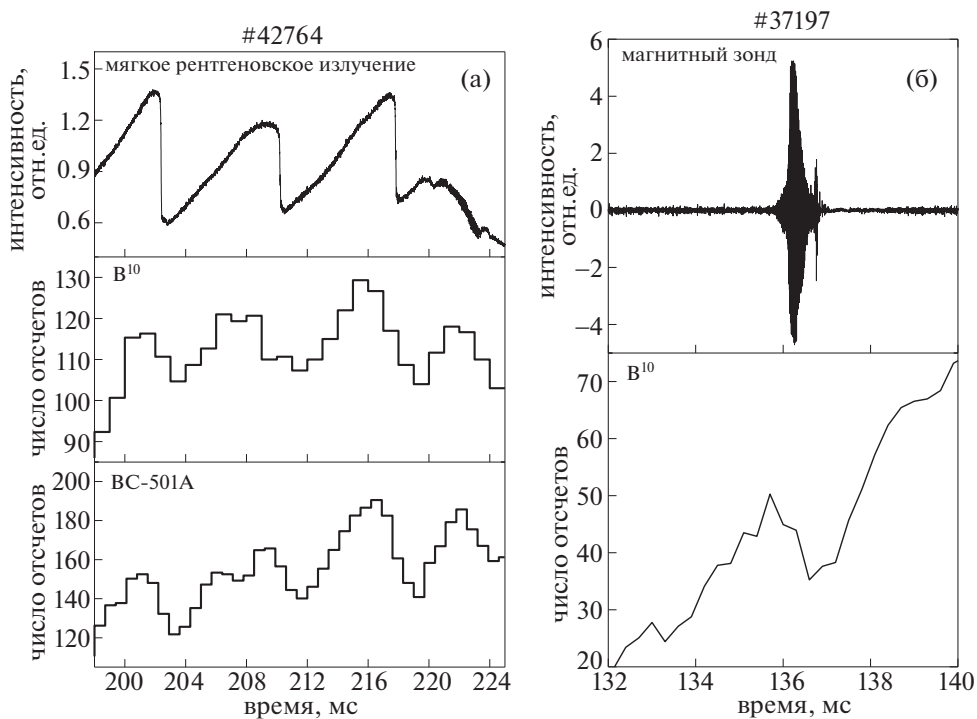 #42764
мягкое рентгеновское излучение
(а)
интенсивность,
отн.ед.
1.5
1.2
0.9
0.6
B¹⁰
число отсчетов
130
120
110
100
90
BC-501A
число отсчетов
200
180
160
140
120
200 204 208 212 216 220 224
время, мс
#37197
магнитный зонд
(б)
интенсивность,
отн.ед.
6
4
2
0
−2
−4
B¹⁰
число отсчетов
70
60
50
40
30
20
132 134 136 138 140
время, мс